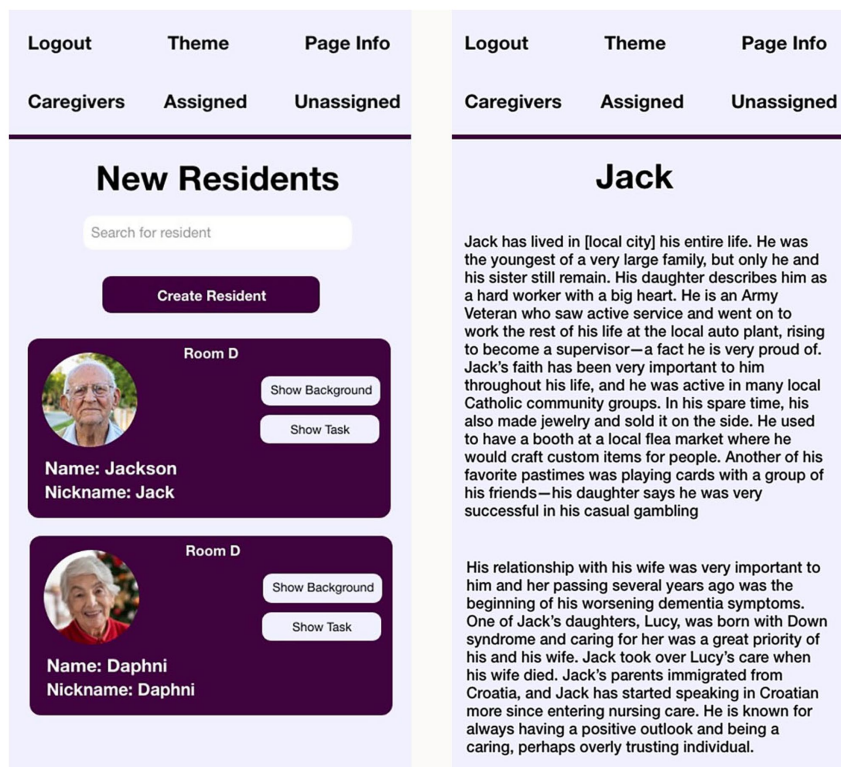 Logout Theme Page Info
Caregivers Assigned Unassigned
New Residents
Search for resident
Create Resident
Room D
Show Background
Show Task
Name: Jackson
Nickname: Jack
Room D
Show Background
Show Task
Name: Daphni
Nickname: Daphni
Logout Theme Page Info
Caregivers Assigned Unassigned
Jack
Jack has lived in [local city] his entire life. He was
the youngest of a very large family, but only he and
his sister still remain. His daughter describes him as
a hard worker with a big heart. He is an Army
Veteran who saw active service and went on to
work the rest of his life at the local auto plant, rising
to become a supervisor—a fact he is very proud of.
Jack’s faith has been very important to him
throughout his life, and he was active in many local
Catholic community groups. In his spare time, his
also made jewelry and sold it on the side. He used
to have a booth at a local flea market where he
would craft custom items for people. Another of his
favorite pastimes was playing cards with a group of
his friends—his daughter says he was very
successful in his casual gambling
His relationship with his wife was very important to
him and her passing several years ago was the
beginning of his worsening dementia symptoms.
One of Jack’s daughters, Lucy, was born with Down
syndrome and caring for her was a great priority of
his and his wife. Jack took over Lucy’s care when
his wife died. Jack’s parents immigrated from
Croatia, and Jack has started speaking in Croatian
more since entering nursing care. He is known for
always having a positive outlook and being a
caring, perhaps overly trusting individual.